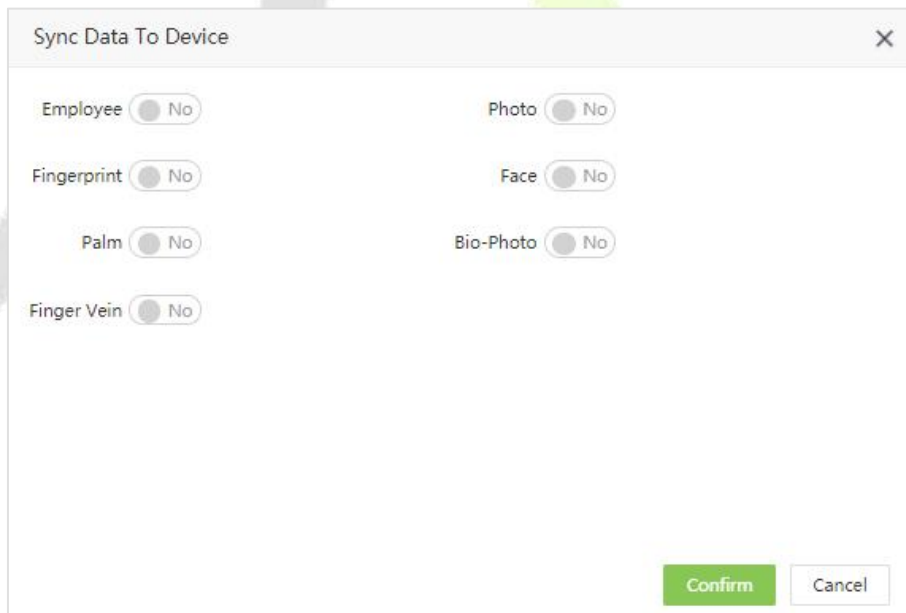 Sync Data To Device
Employee No Photo No
Fingerprint No Face No
Palm No Bio-Photo No
Finger Vein No
Confirm Cancel